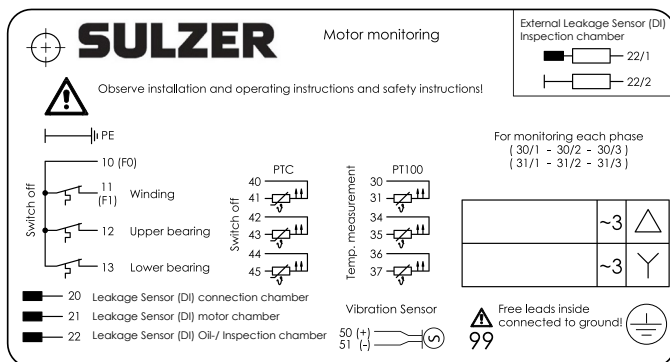 SULZER
Motor monitoring
External Leakage Sensor (DI)
Inspection chamber
22/1
22/2
Observe installation and operating instructions and safety instructions!
PE
For monitoring each phase
( 30/1 - 30/2 - 30/3 )
( 31/1 - 31/2 - 31/3 )
Switch off
10 (F0)
11 (F1) Winding
12 Upper bearing
13 Lower bearing
Switch off
PTC
40
41
42
43
44
45
Temp. measurement
PT100
30
31
34
35
36
37
~3
~3
20 Leakage Sensor (DI) connection chamber
21 Leakage Sensor (DI) motor chamber
22 Leakage Sensor (DI) Oil-/ Inspection chamber
Vibration Sensor
50 (+)
51 (-)
99
Free leads inside
connected to ground!